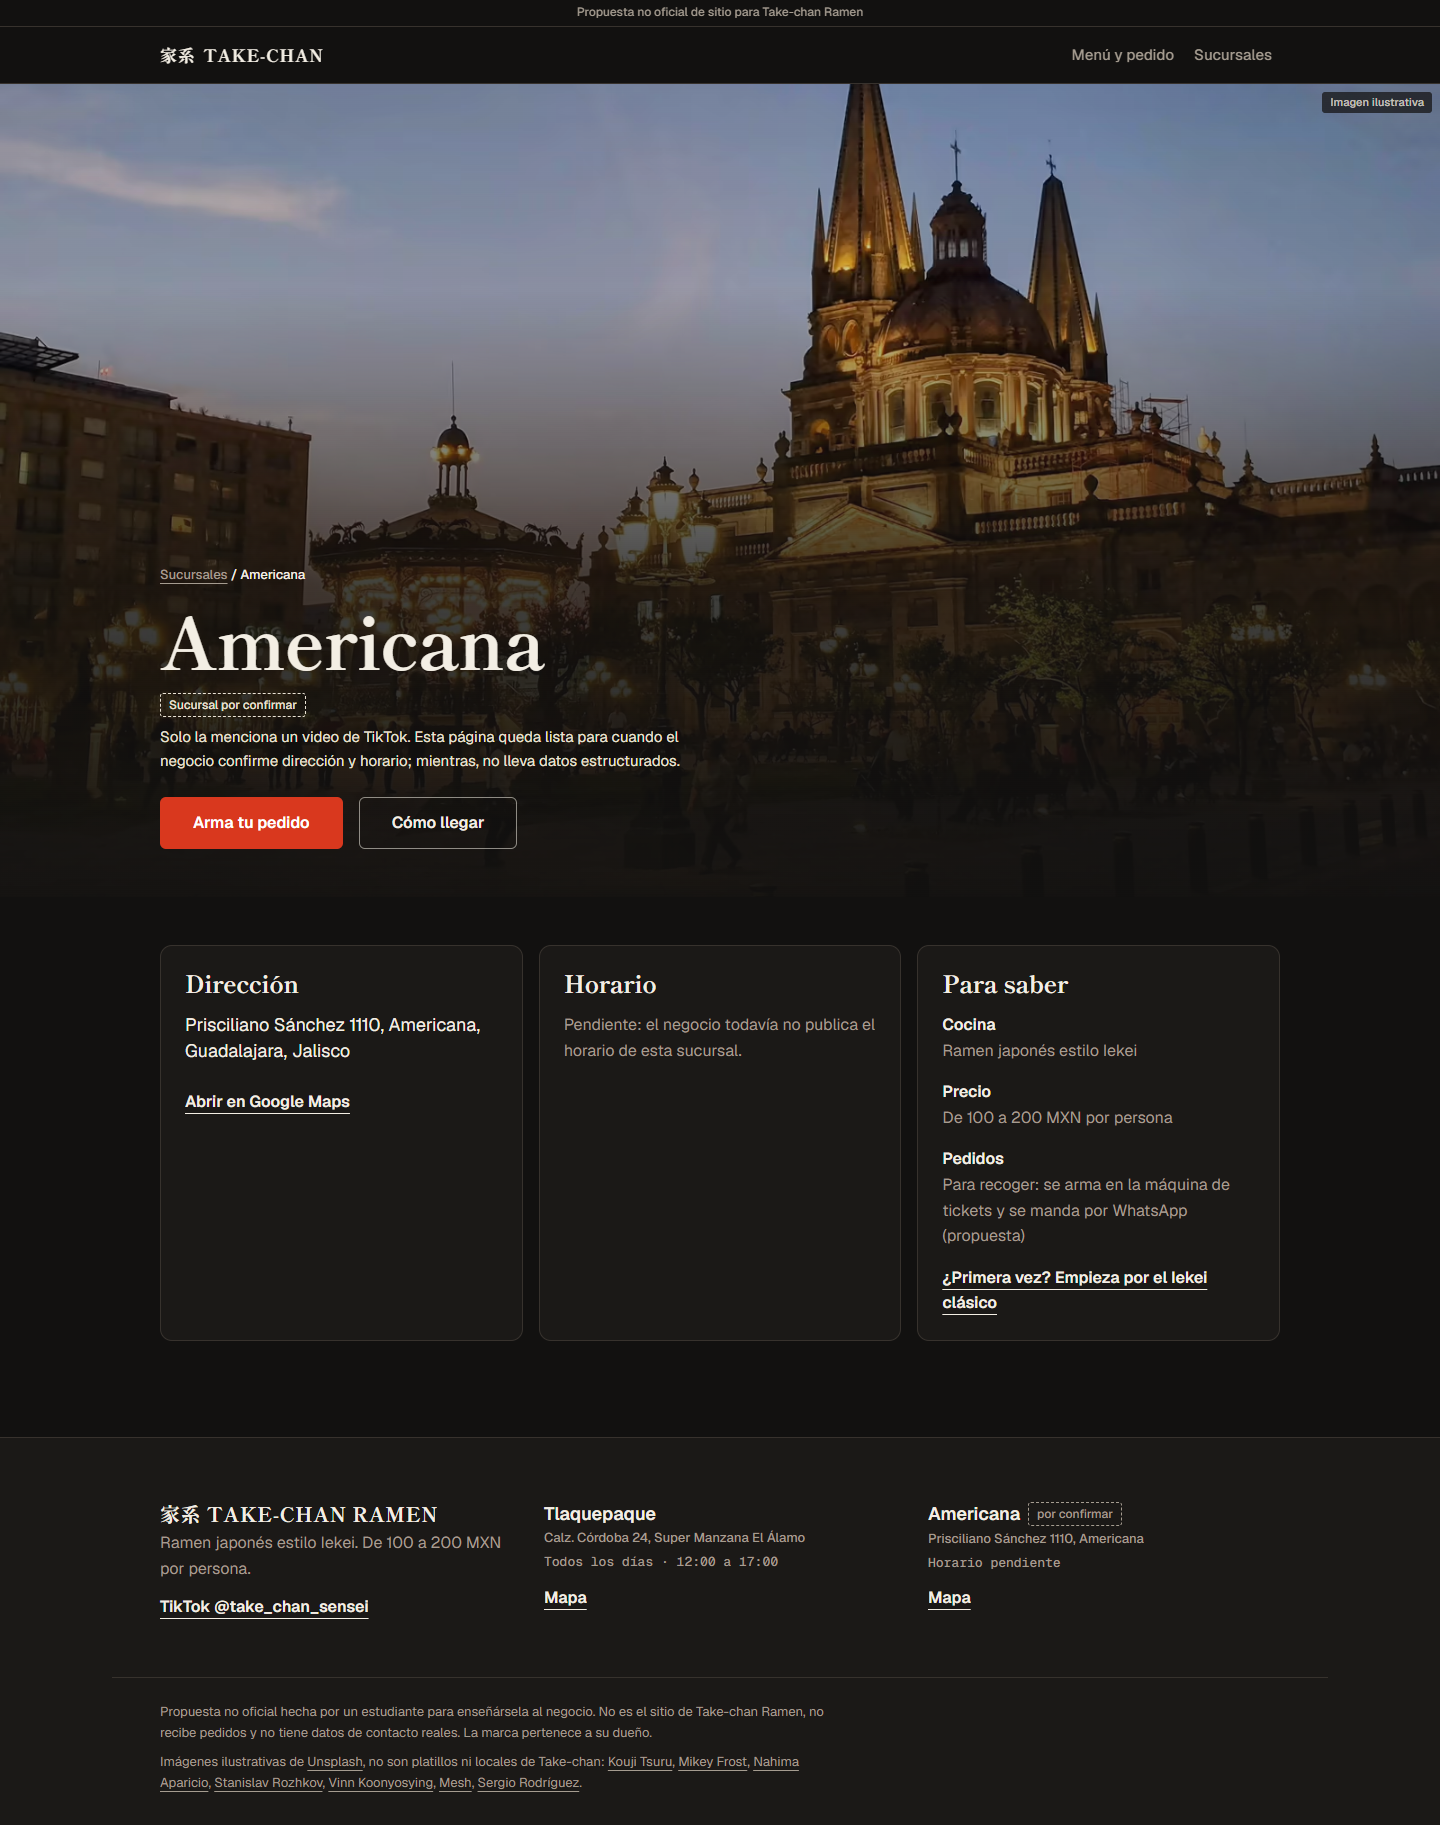 Propuesta no oficial de sitio para Take-chan Ramen
家系 TAKE-CHAN
Menú y pedido
Sucursales
Imagen ilustrativa
Sucursales / Americana
Americana
Sucursal por confirmar
Solo la menciona un video de TikTok. Esta página queda lista para cuando el
negocio confirme dirección y horario; mientras, no lleva datos estructurados.
Arma tu pedido
Cómo llegar
Dirección
Prisciliano Sánchez 1110, Americana,
Guadalajara, Jalisco
Abrir en Google Maps
Horario
Pendiente: el negocio todavía no publica el
horario de esta sucursal.
Para saber
Cocina
Ramen japonés estilo Iekei
Precio
De 100 a 200 MXN por persona
Pedidos
Para recoger: se arma en la máquina de
tickets y se manda por WhatsApp
(propuesta)
¿Primera vez? Empieza por el Iekei
clásico
家系 TAKE-CHAN RAMEN
Ramen japonés estilo Iekei. De 100 a 200 MXN
por persona.
TikTok @take_chan_sensei
Tlaquepaque
Calz. Córdoba 24, Super Manzana El Álamo
Todos los días · 12:00 a 17:00
Mapa
Americana por confirmar
Prisciliano Sánchez 1110, Americana
Horario pendiente
Mapa
Propuesta no oficial hecha por un estudiante para enseñársela al negocio. No es el sitio de Take-chan Ramen, no
recibe pedidos y no tiene datos de contacto reales. La marca pertenece a su dueño.
Imágenes ilustrativas de Unsplash, no son platillos ni locales de Take-chan: Kouji Tsuru, Mikey Frost, Nahima
Aparicio, Stanislav Rozhkov, Vinn Koonyosying, Mesh, Sergio Rodríguez.